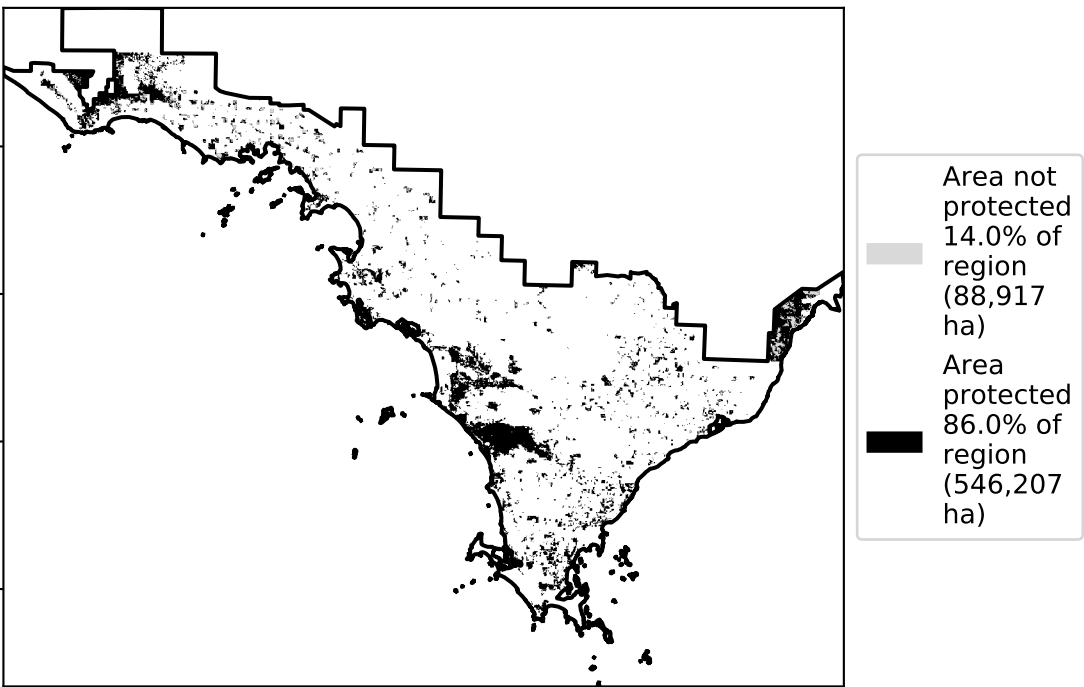 Area not
protected
14.0% of
region
(88,917
ha)
Area
protected
86.0% of
region
(546,207
ha)